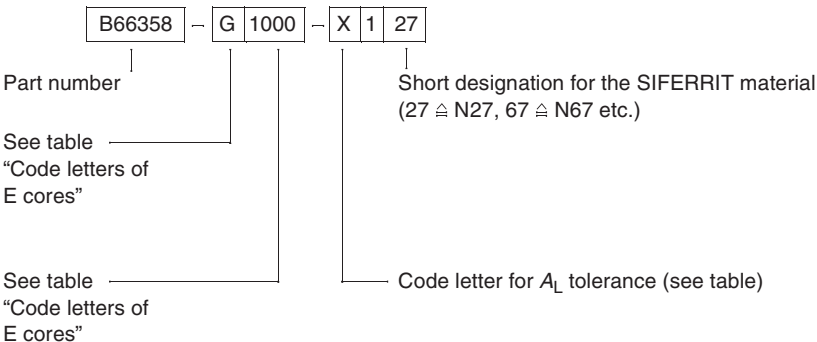 B66358 – G 1000 – X 1 27
Part number
Short designation for the SIFERRIT material
(27 ≙ N27, 67 ≙ N67 etc.)
See table
“Code letters of
E cores”
See table
“Code letters of
E cores”
Code letter for AL tolerance (see table)